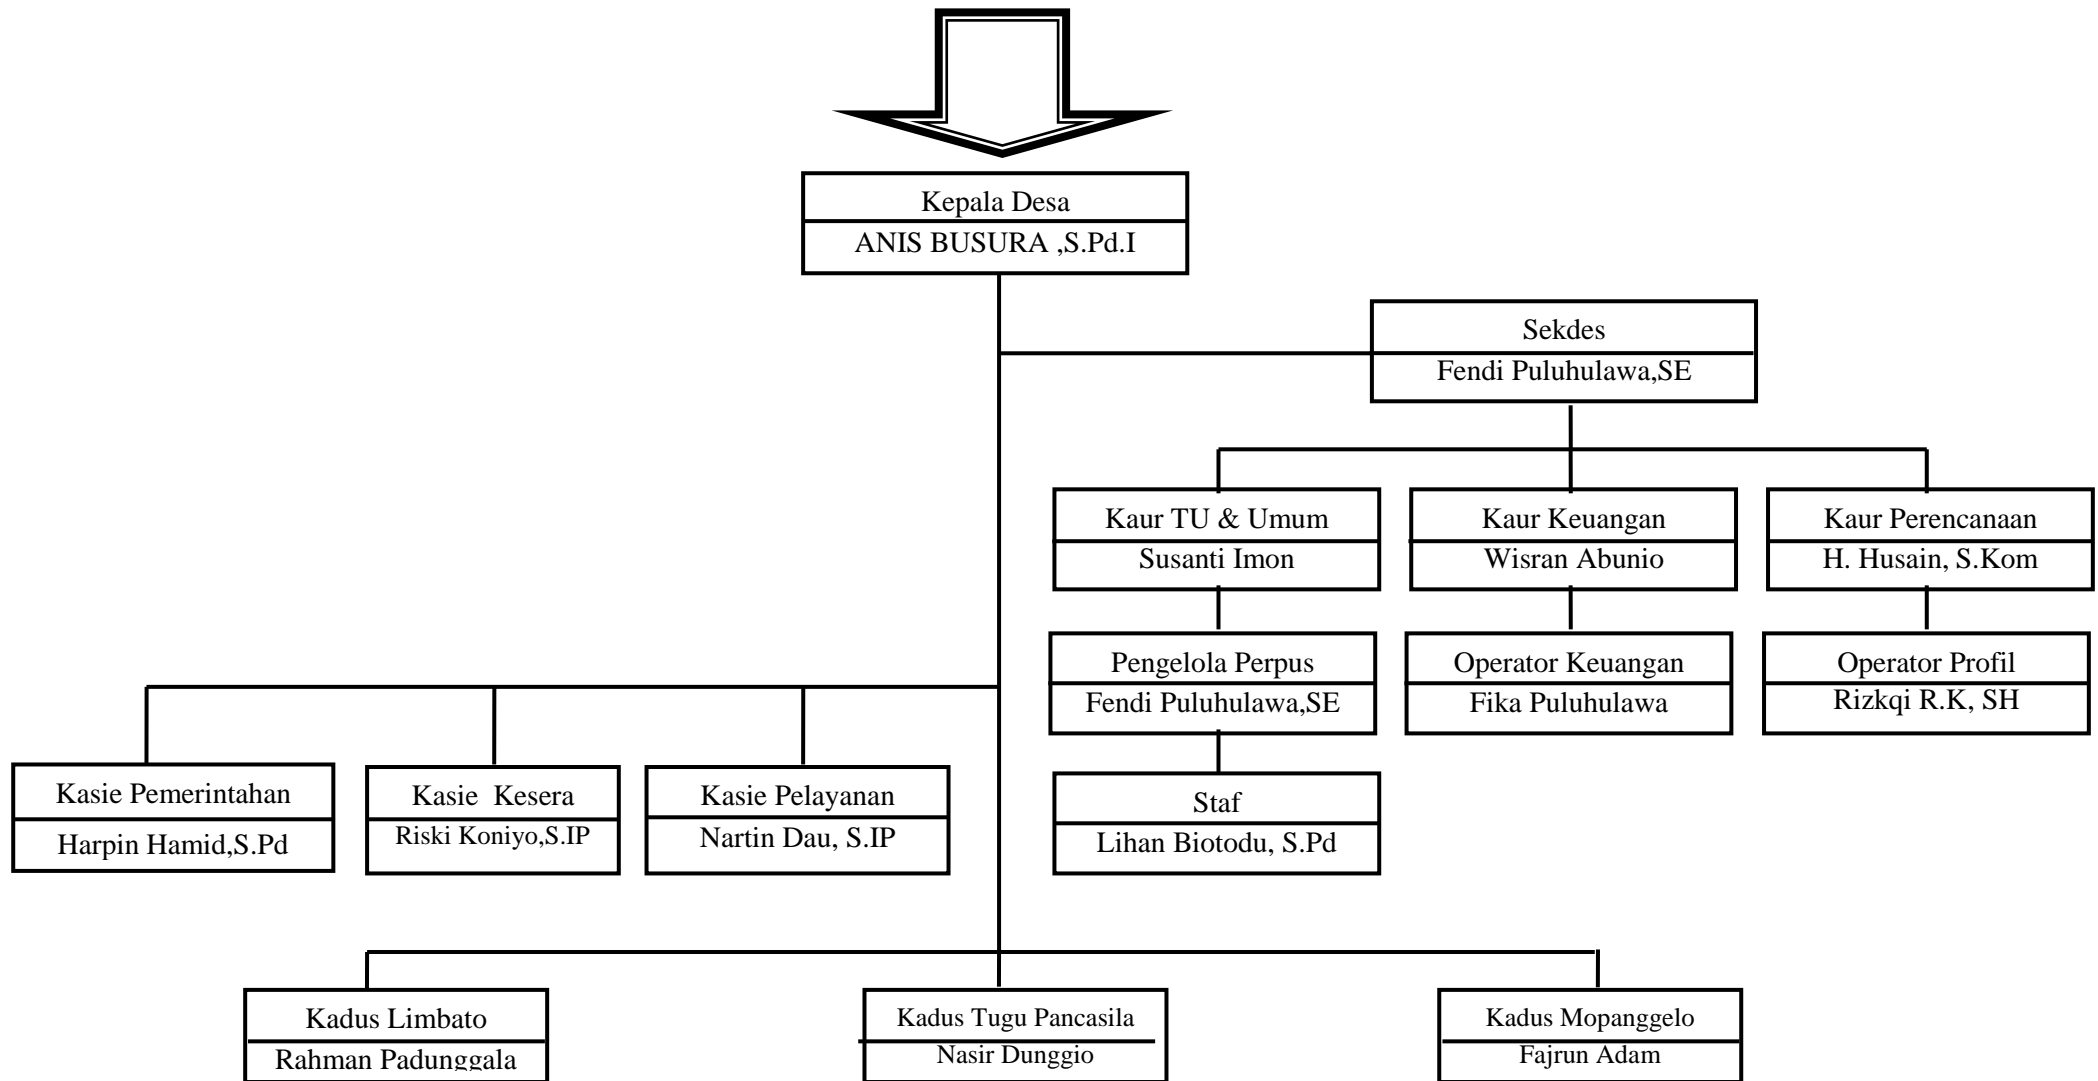 Kepala Desa
ANIS BUSURA ,S.Pd.I
Sekdes
Fendi Puluhulawa,SE
Kaur TU & Umum
Susanti Imon
Kaur Keuangan
Wisran Abunio
Kaur Perencanaan
H. Husain, S.Kom
Pengelola Perpus
Fendi Puluhulawa,SE
Operator Keuangan
Fika Puluhulawa
Operator Profil
Rizkqi R.K, SH
Kasie Pemerintahan
Harpin Hamid,S.Pd
Kasie  Kesera
Riski Koniyo,S.IP
Kasie Pelayanan
Nartin Dau, S.IP
Staf
Lihan Biotodu, S.Pd
Kadus Limbato
Rahman Padunggala
Kadus Tugu Pancasila
Nasir Dunggio
Kadus Mopanggelo
Fajrun Adam